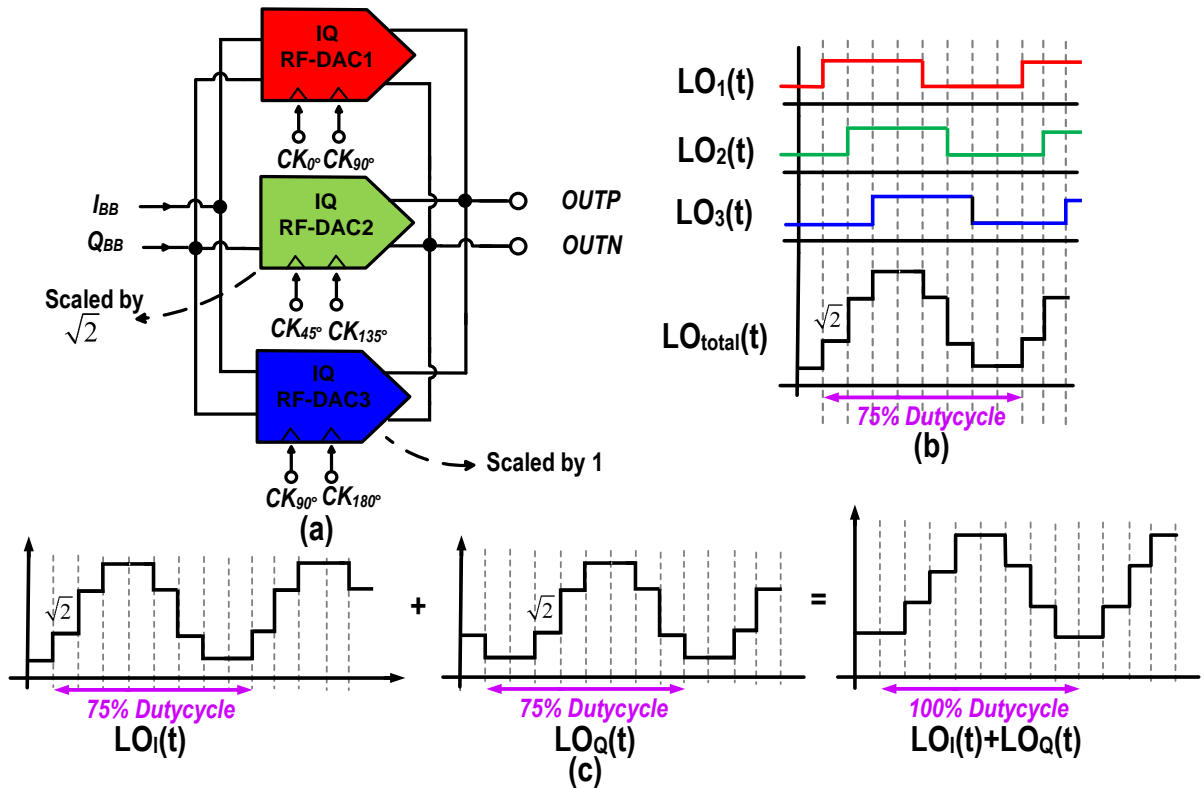 IQ
RF-DAC1
CK0°
CK90°
IBB
QBB
IQ
RF-DAC2
OUTP
OUTN
Scaled by
√2
CK45°
CK135°
IQ
RF-DAC3
Scaled by 1
CK90°
CK180°
(a)
LO1(t)
LO2(t)
LO3(t)
√2
LOtotal(t)
75% Dutycycle
(b)
√2
75% Dutycycle
LOI(t)
+
√2
75% Dutycycle
LOQ(t)
=
100% Dutycycle
LOI(t)+LOQ(t)
(c)